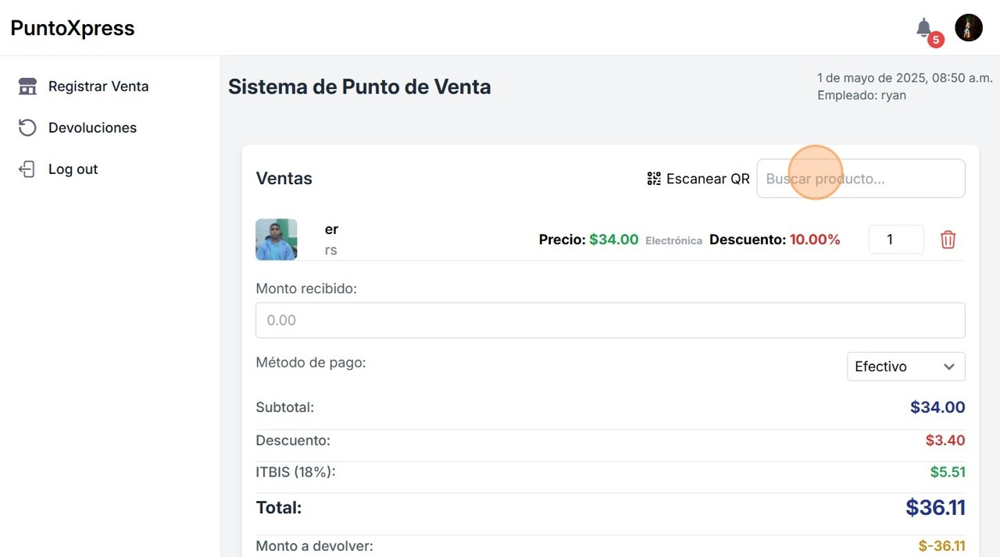 PuntoXpress
5
Registrar Venta
Devoluciones
Log out
Sistema de Punto de Venta
1 de mayo de 2025, 08:50 a.m.
Empleado: ryan
Ventas
Escanear QR
Buscar producto...
er
rs
Precio: $34.00 Electrónica Descuento: 10.00%
1
Monto recibido:
0.00
Método de pago:
Efectivo
Subtotal: $34.00
Descuento: $3.40
ITBIS (18%): $5.51
Total: $36.11
Monto a devolver: $-36.11